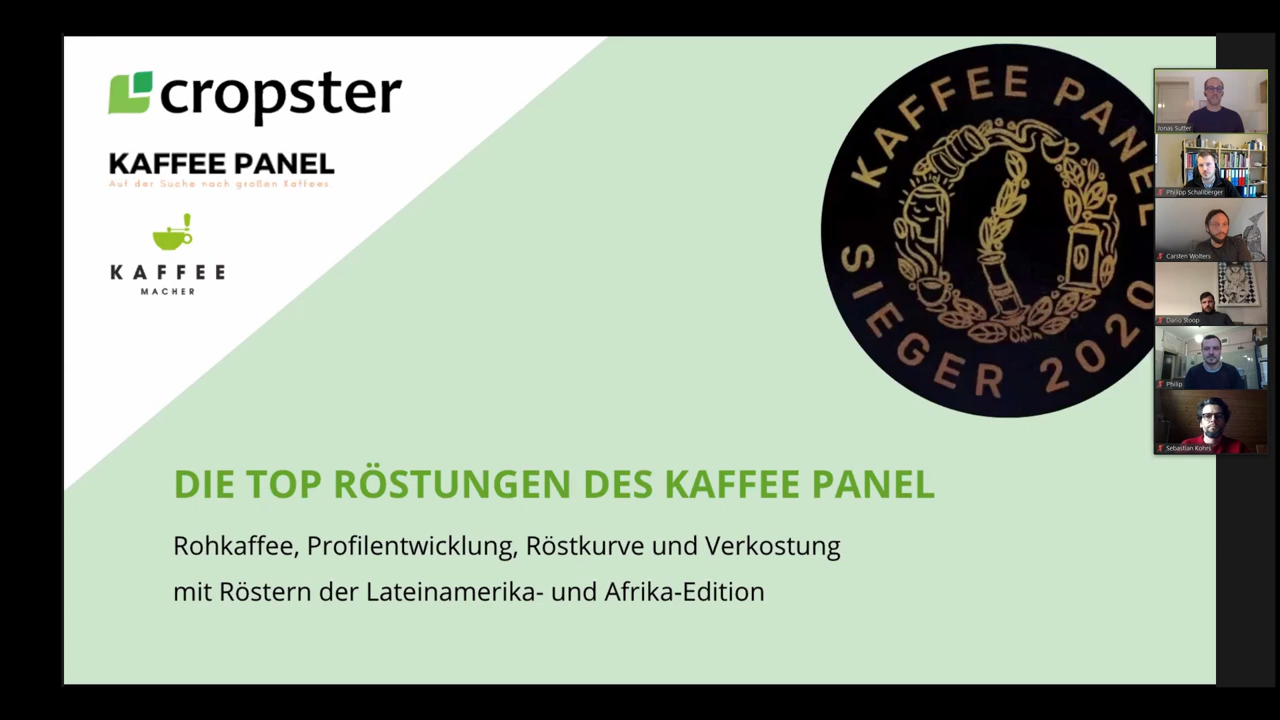 cropster
KAFFEE PANEL
Auf der Suche nach großen Kaffees.
KAFFEE
MACHER
KAFFEE PANEL
SIEGER 2020
DIE TOP RÖSTUNGEN DES KAFFEE PANEL
Rohkaffee, Profilentwicklung, Röstkurve und Verkostung
mit Röstern der Lateinamerika- und Afrika-Edition
Jonas Sutter
Philipp Schallberger
Carsten Wolters
Dario Stoop
Philip
Sebastian Kohrs